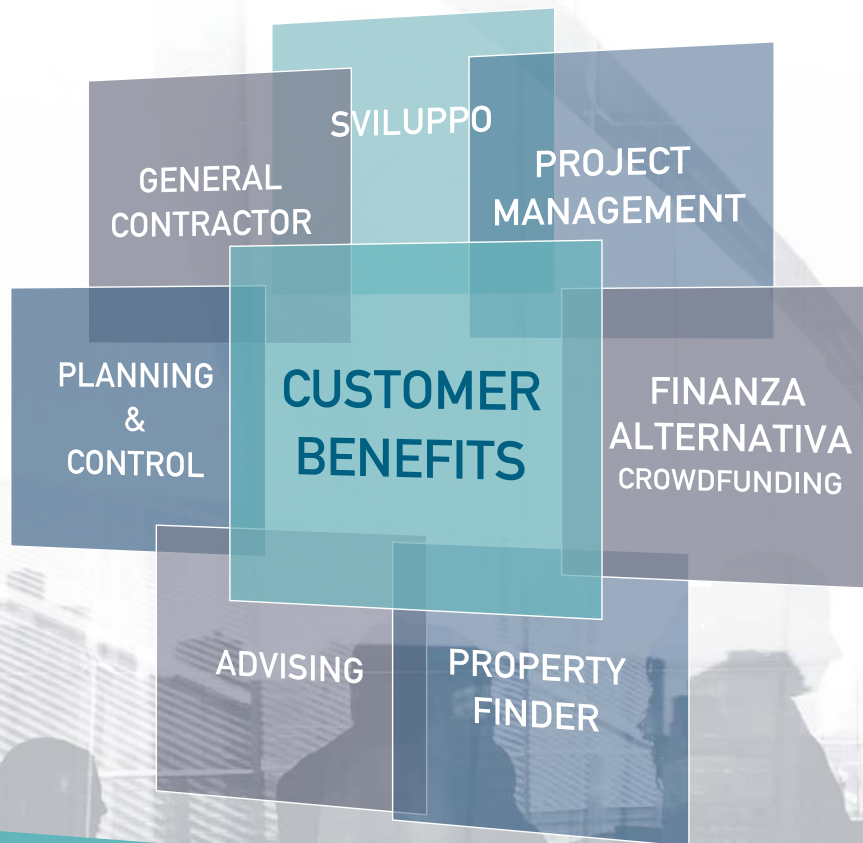 SVILUPPO
GENERAL
CONTRACTOR
PROJECT
MANAGEMENT
PLANNING
&
CONTROL
CUSTOMER
BENEFITS
FINANZA
ALTERNATIVA
CROWDFUNDING
ADVISING
PROPERTY
FINDER